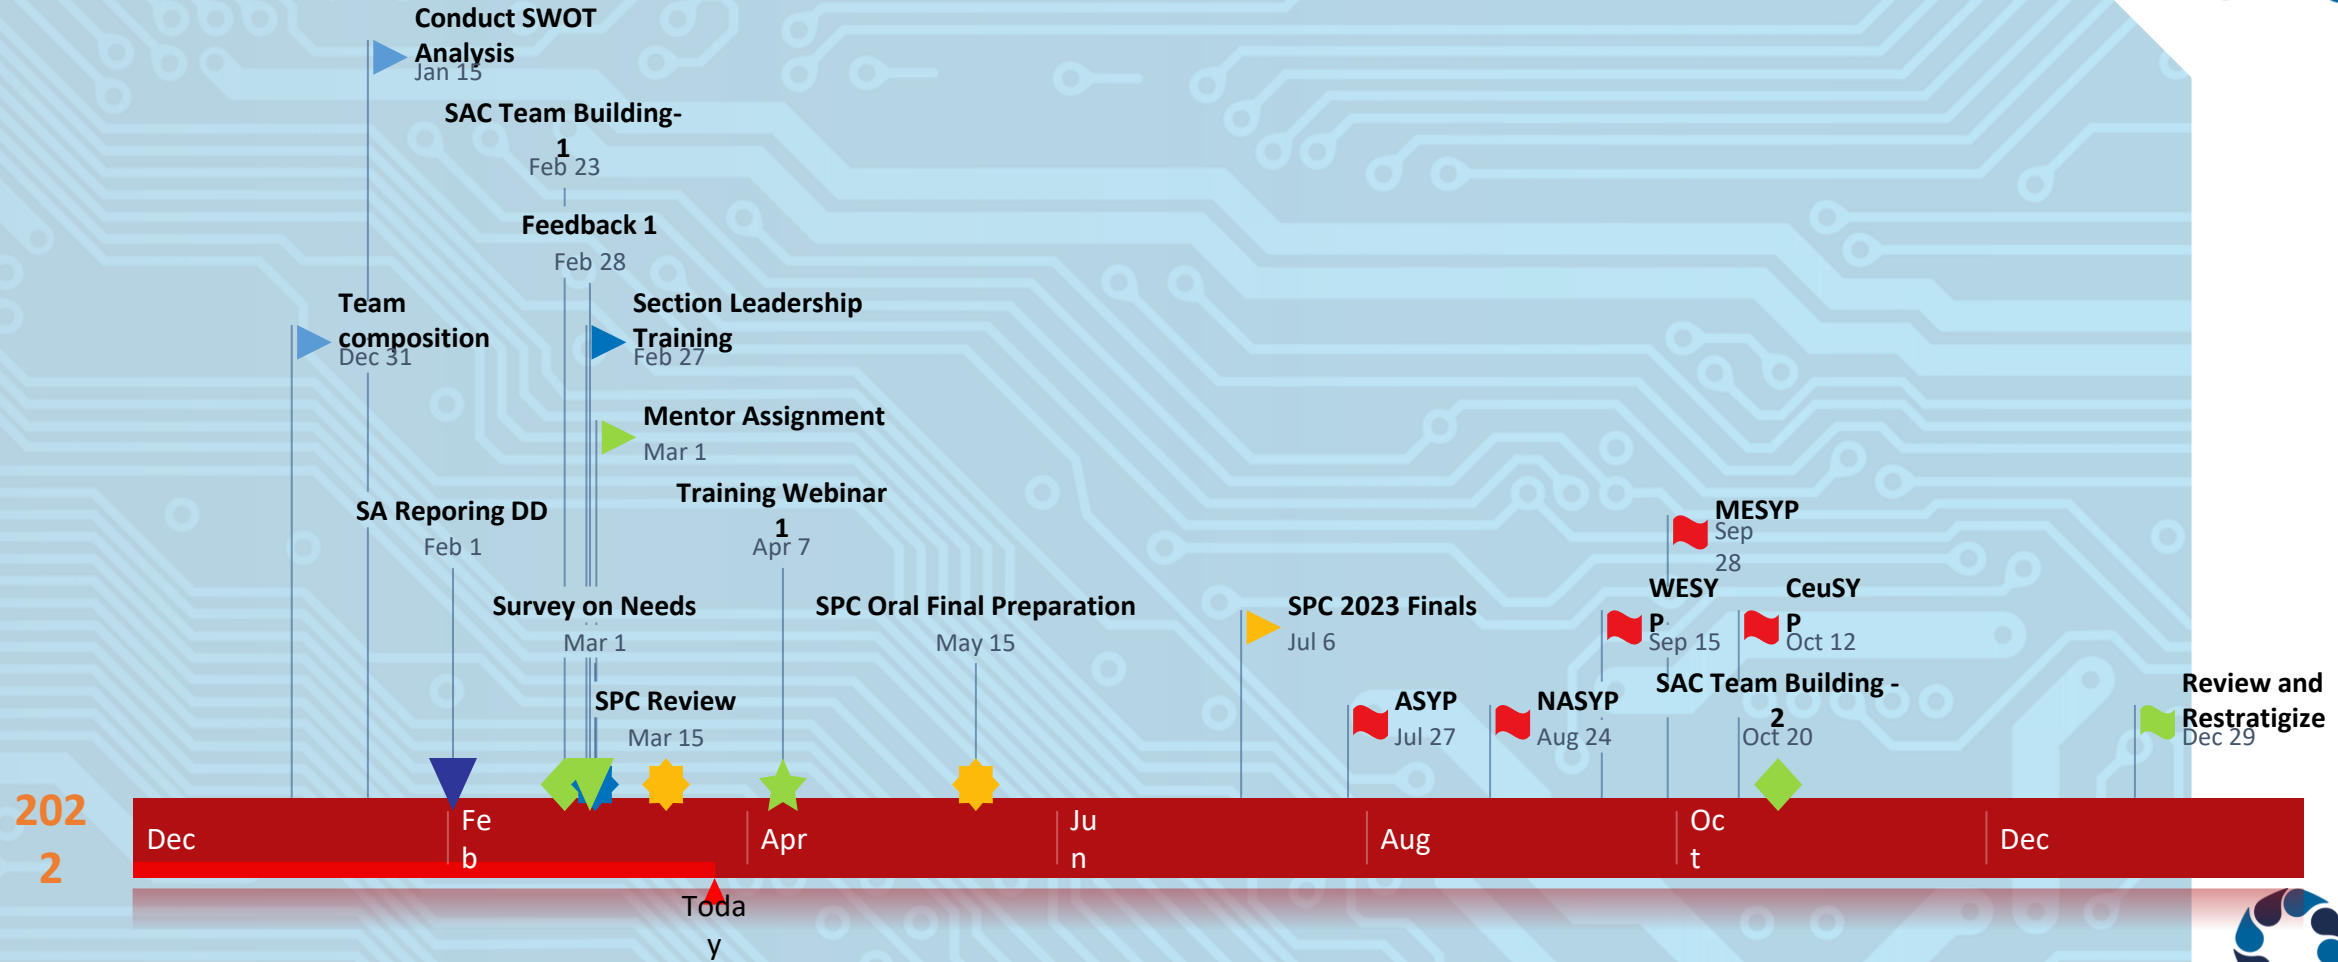 Conduct SWOT
Analysis
Jan 15
SAC Team Building-
1
Feb 23
Feedback 1
Feb 28
Team
composition
Dec 31
Section Leadership
Training
Feb 27
Mentor Assignment
Mar 1
Training Webinar
1
Apr 7
SA Reporing DD
Feb 1
MESYP
Sep
28
Survey on Needs
Mar 1
SPC Oral Final Preparation
May 15
SPC 2023 Finals
Jul 6
WESY
P
Sep 15
CeuSY
P
Oct 12
SPC Review
Mar 15
ASYP
Jul 27
NASYP
Aug 24
SAC Team Building -
2
Oct 20
Review and
Restratigize
Dec 29
202
2
Dec
Fe
b
Apr
Ju
n
Aug
Oc
t
Dec
Toda
y